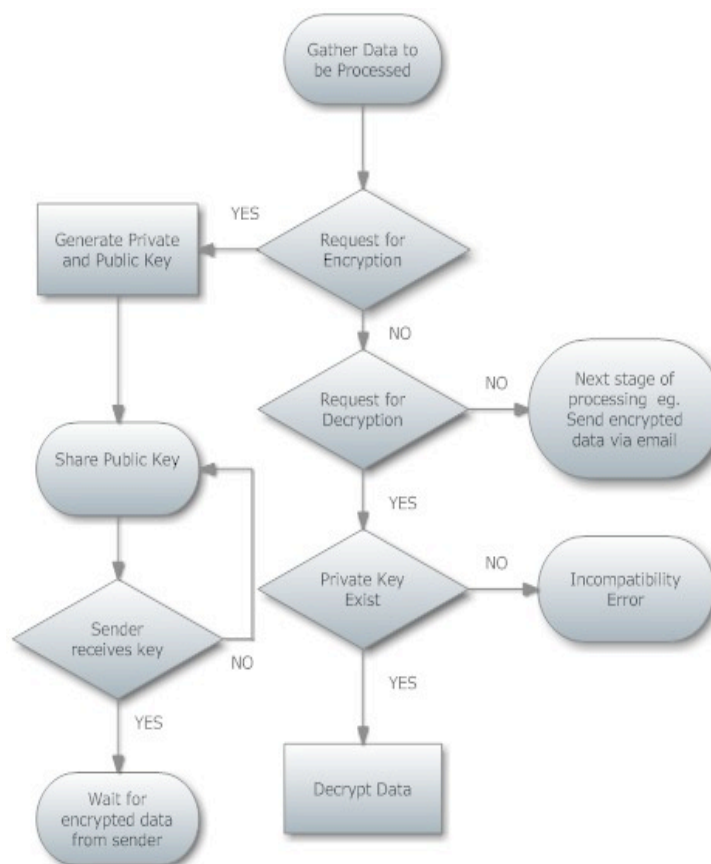 Gather Data to
be Processed
YES
Generate Private
and Public Key
Request for
Encryption
NO
Request for
Decryption
NO
Next stage of
processing eg.
Send encrypted
data via email
Share Public Key
YES
Private Key
Exist
NO
Incompatibility
Error
Sender
receives key
NO
YES
YES
Decrypt Data
Wait for
encrypted data
from sender